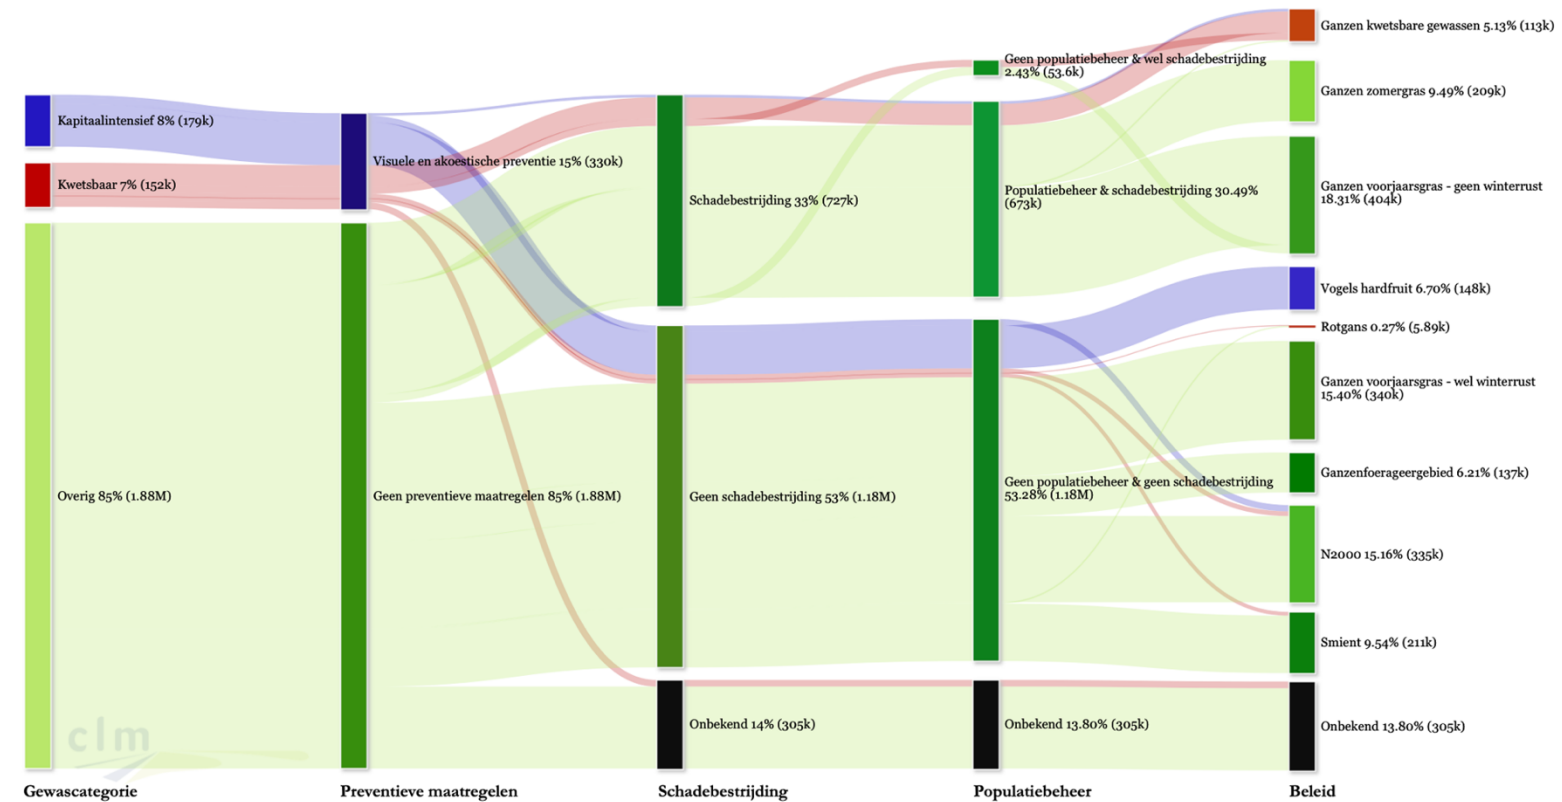 Kapitaalintensief 8% (179k)
Kwetsbaar 7% (152k)
Overig 85% (1.88M)
clm
Gewascategorie
Visuele en akoestische preventie 15% (330k)
Geen preventieve maatregelen 85% (1.88M)
Preventieve maatregelen
Schadebestrijding 33% (727k)
Geen schadebestrijding 53% (1.18M)
Onbekend 14% (305k)
Schadebestrijding
Geen populatiebeheer & wel schadebestrijding
2.43% (53.6k)
Populatiebeheer & schadebestrijding 30.49%
(673k)
Geen populatiebeheer & geen schadebestrijding
53.28% (1.18M)
Onbekend 13.80% (305k)
Populatiebeheer
Ganzen kwetsbare gewassen 5.13% (113k)
Ganzen zomergras 9.49% (209k)
Ganzen voorjaarsgras - geen winterrust
18.31% (404k)
Vogels hardfruit 6.70% (148k)
Rotgans 0.27% (5.89k)
Ganzen voorjaarsgras - wel winterrust
15.40% (340k)
Ganzenfoerageergebied 6.21% (137k)
N2000 15.16% (335k)
Smient 9.54% (211k)
Onbekend 13.80% (305k)
Beleid